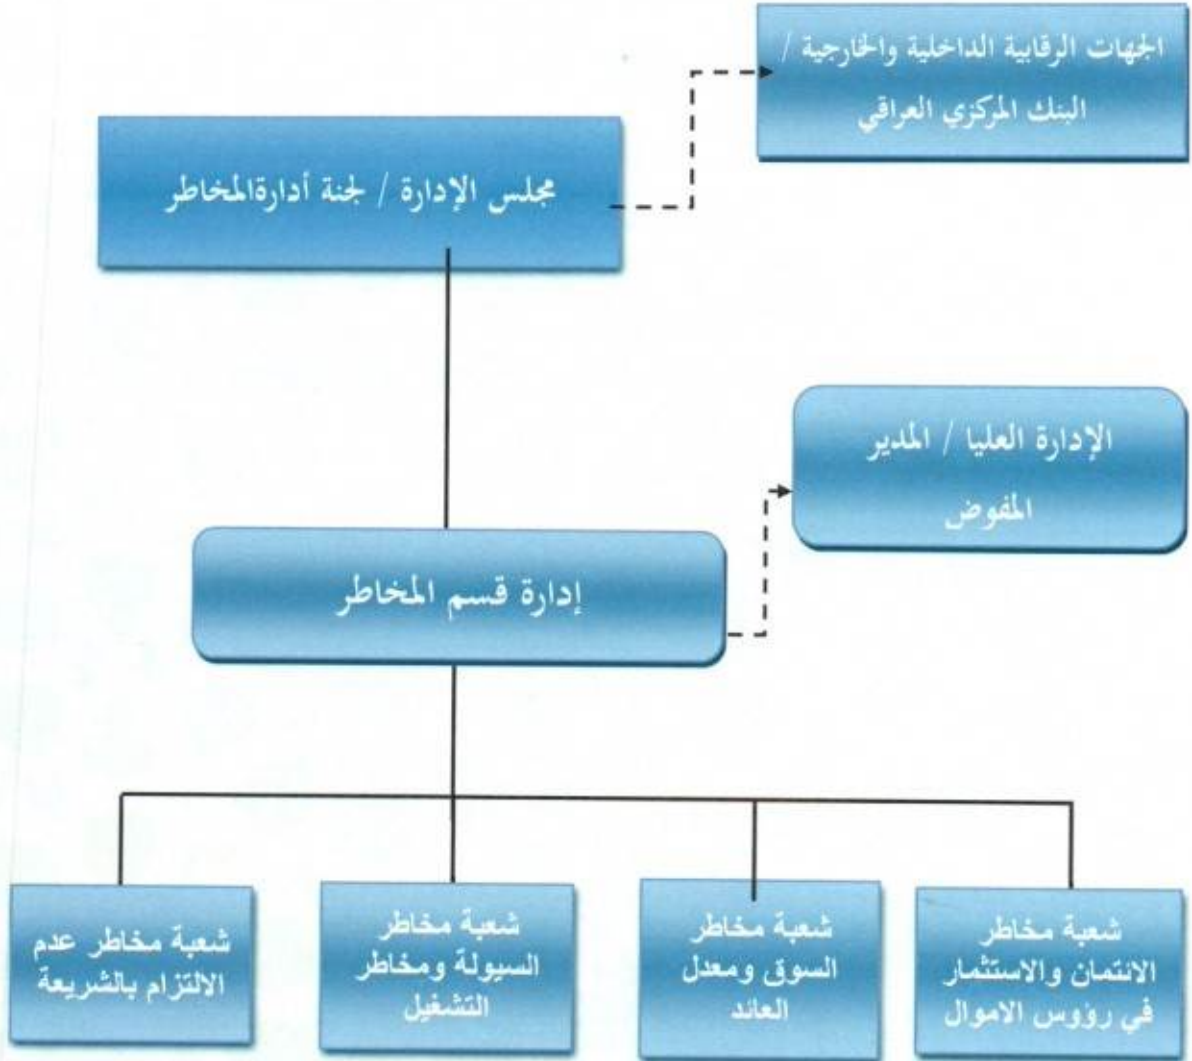 الجهات الرقابية الداخلية والخارجية /
البنك المركزي العراقي
مجلس الإدارة / لجنة أدارةالمخاطر
الإدارة العليا / المدير
المفوض
إدارة قسم المخاطر
شعبة مخاطر
الائتمان والاستثمار
في رؤوس الاموال
شعبة مخاطر
السوق ومعدل
العائد
شعبة مخاطر
السيولة ومخاطر
التشغيل
شعبة مخاطر عدم
الالتزام بالشريعة